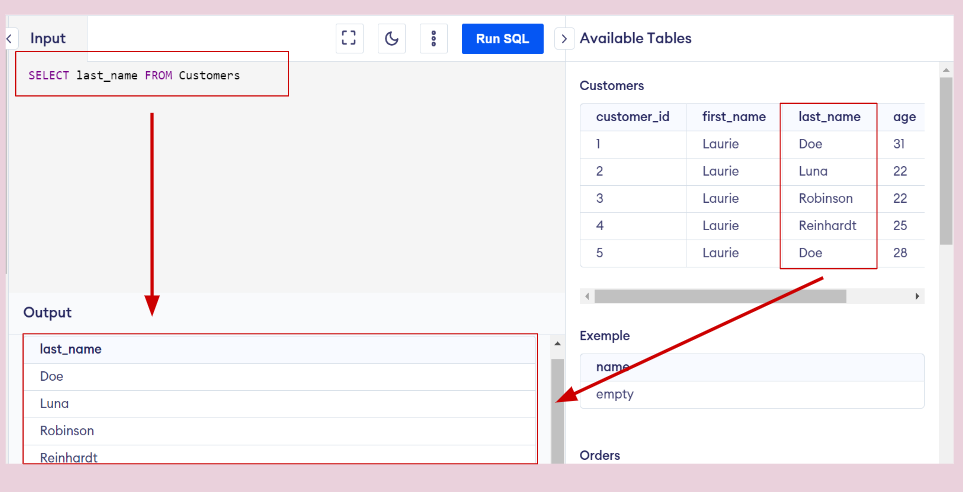 Input
Run SQL
SELECT last_name FROM Customers
Output
last_name
Doe
Luna
Robinson
Reinhardt
Available Tables
Customers
customer_id first_name last_name age
1 Laurie Doe 31
2 Laurie Luna 22
3 Laurie Robinson 22
4 Laurie Reinhardt 25
5 Laurie Doe 28
Exemple
name
empty
Orders